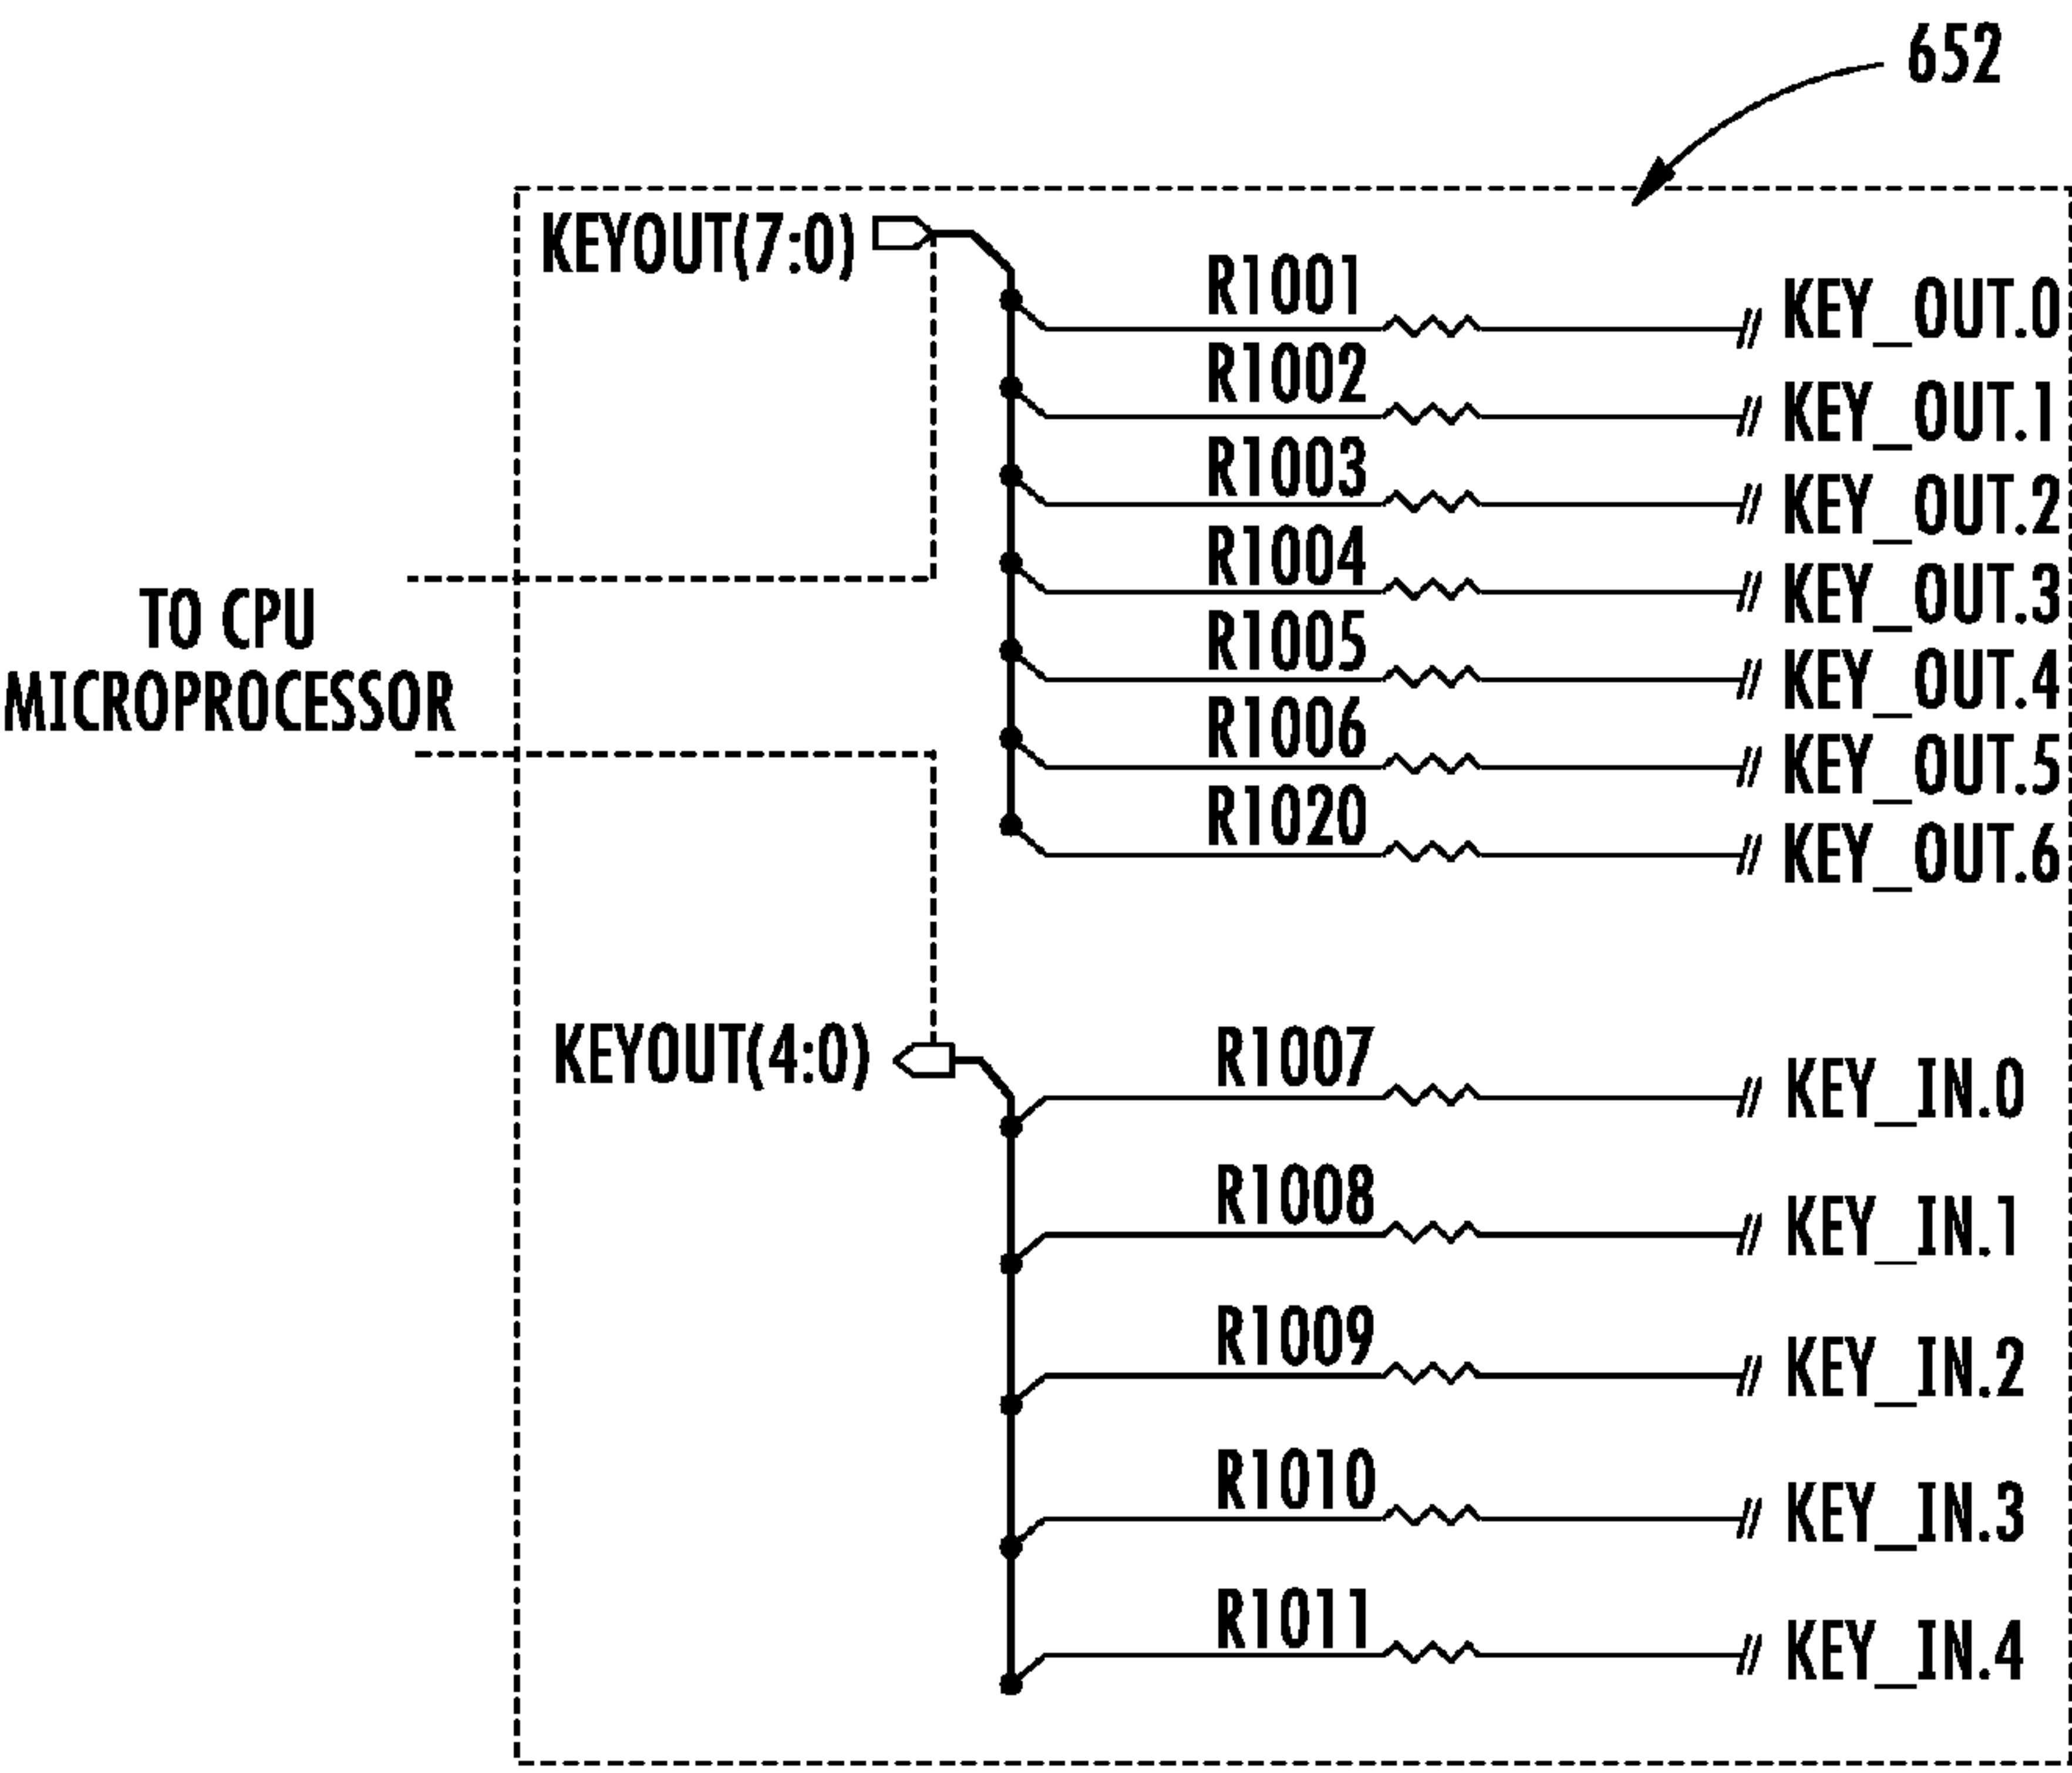 652
KEYOUT(7:0)
R1001
KEY_OUT.0
R1002
KEY_OUT.1
R1003
KEY_OUT.2
R1004
KEY_OUT.3
TO CPU
MICROPROCESSOR
R1005
KEY_OUT.4
R1006
KEY_OUT.5
R1020
KEY_OUT.6
KEYOUT(4:0)
R1007
KEY_IN.0
R1008
KEY_IN.1
R1009
KEY_IN.2
R1010
KEY_IN.3
R1011
KEY_IN.4